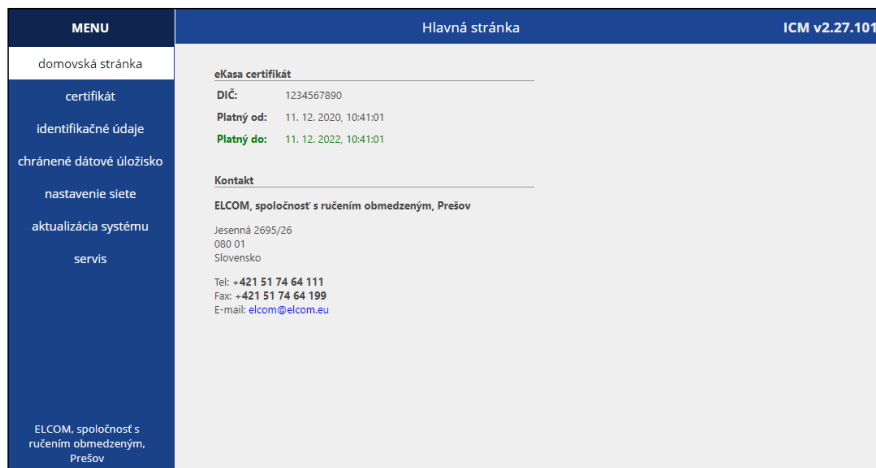 MENU
Hlavná stránka
ICM v2.27.101
domovská stránka
certifikát
identifikačné údaje
chránené dátové úložisko
nastavenie siete
aktualizácia systému
servis
ELCOM, spoločnosť s
ručením obmedzeným,
Prešov
eKasa certifikát
DIČ: 1234567890
Platný od: 11. 12. 2020, 10:41:01
Platný do: 11. 12. 2022, 10:41:01
Kontakt
ELCOM, spoločnosť s ručením obmedzeným, Prešov
Jesenná 2695/26
080 01
Slovensko
Tel: +421 51 74 64 111
Fax: +421 51 74 64 199
E-mail: elcom@elcom.eu